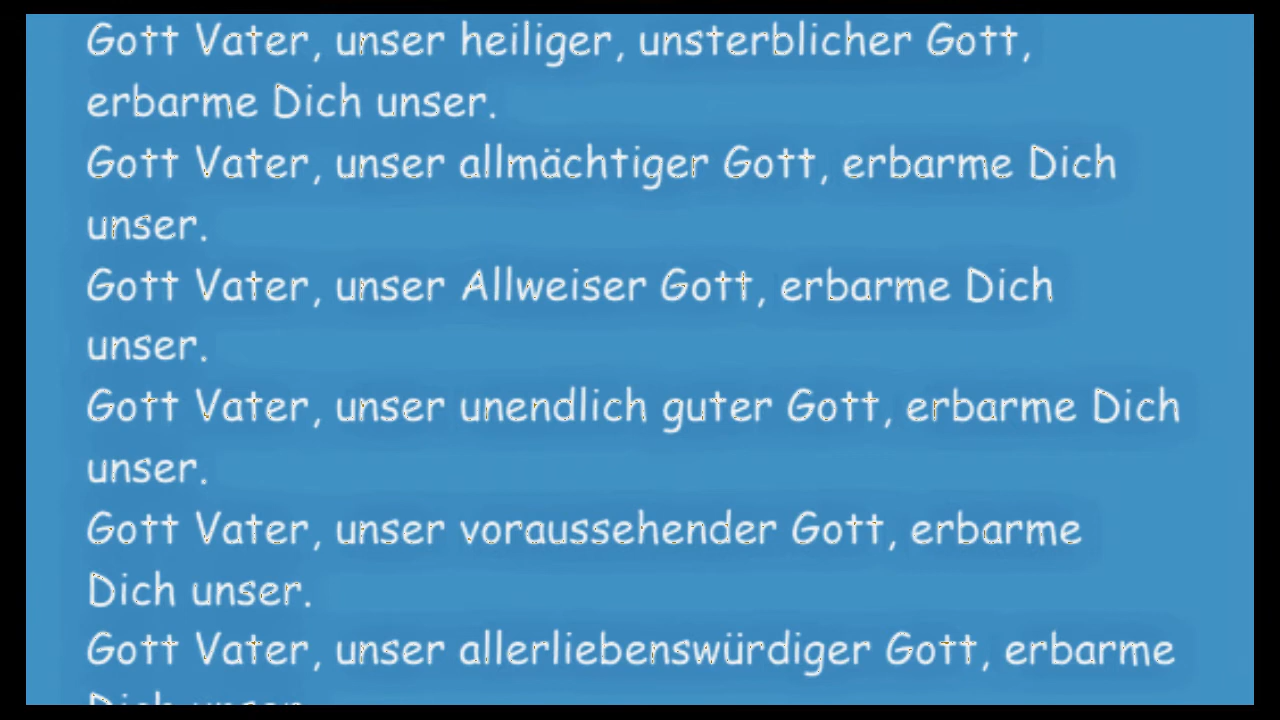 Gott Vater, unser heiliger, unsterblicher Gott,
erbarme Dich unser.
Gott Vater, unser allmächtiger Gott, erbarme Dich
unser.
Gott Vater, unser Allweiser Gott, erbarme Dich
unser.
Gott Vater, unser unendlich guter Gott, erbarme Dich
unser.
Gott Vater, unser voraussehender Gott, erbarme
Dich unser.
Gott Vater, unser allerliebenswürdiger Gott, erbarme
Dich unser